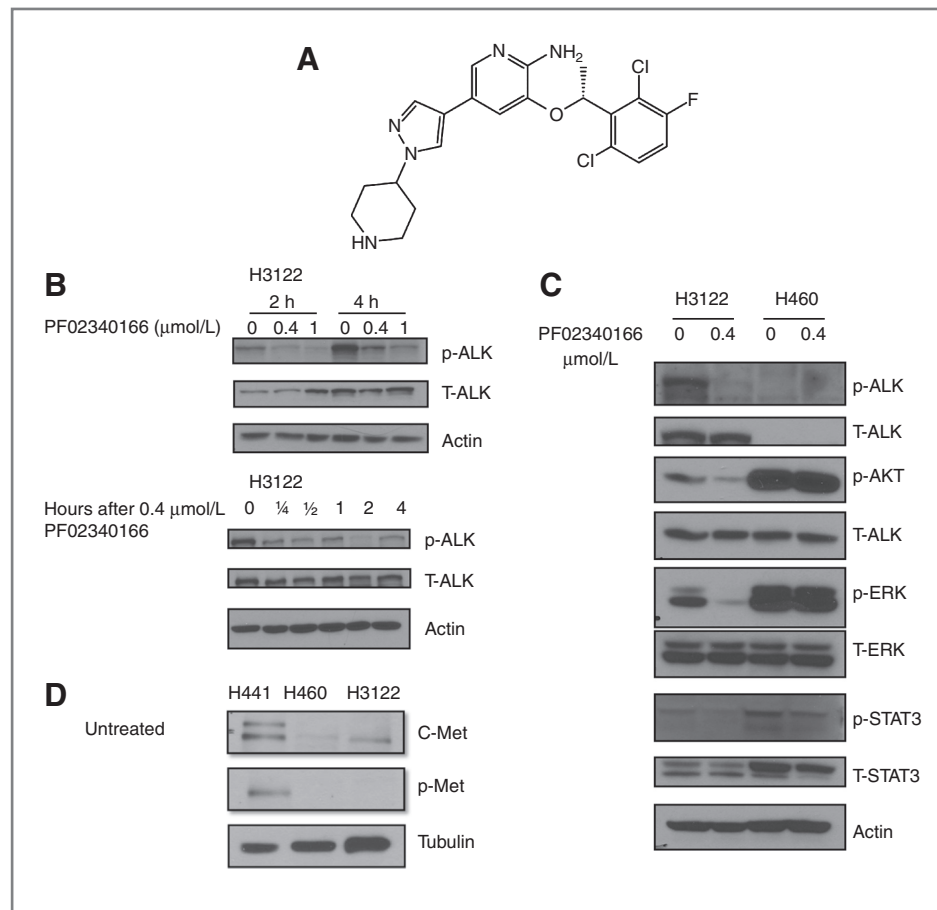 A
N
NH2
Cl
O
F
N
N
Cl
HN
B
H3122
2 h 4 h
PF02340166 (μmol/L) 0 0.4 1 0 0.4 1
p-ALK
T-ALK
Actin
H3122
Hours after 0.4 μmol/L 0 ¼ ½ 1 2 4
PF02340166
p-ALK
T-ALK
Actin
C
H3122 H460
PF02340166 0 0.4 0 0.4
μmol/L
p-ALK
T-ALK
p-AKT
T-ALK
p-ERK
T-ERK
p-STAT3
T-STAT3
Actin
D
H441 H460 H3122
Untreated
C-Met
p-Met
Tubulin